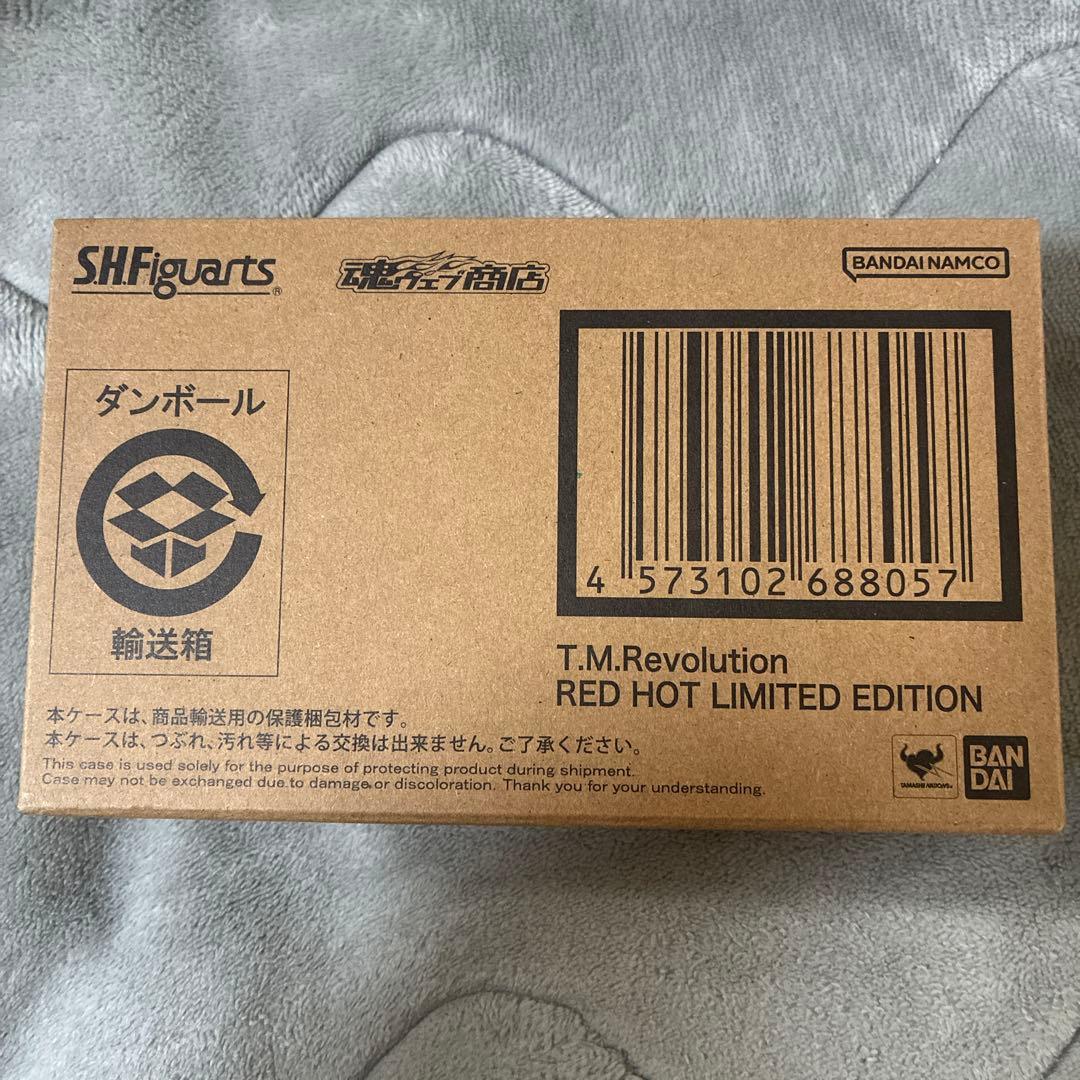 S.H.Figuarts®
魂ウェブ商店
BANDAI NAMCO
ダンボール
輸送箱
4 573102 688057
T.M.Revolution
RED HOT LIMITED EDITION
本ケースは、商品輸送用の保護梱包材です。
本ケースは、つぶれ、汚れ等による交換は出来ません。ご了承ください。
This case is used solely for the purpose of protecting product during shipment.
Case may not be exchanged due to damage or discoloration. Thank you for your understanding.
TAMASHII NATIONS
BAN
DAI